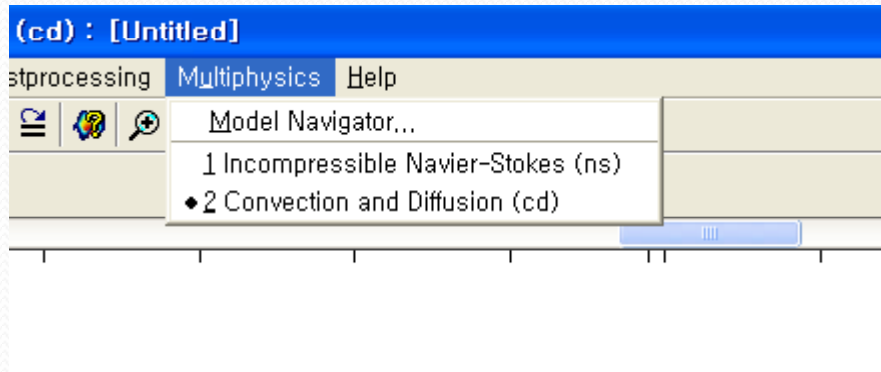 (cd) : [Untitled]
stprocessing Multiphysics Help
Model Navigator...
1 Incompressible Navier-Stokes (ns)
2 Convection and Diffusion (cd)